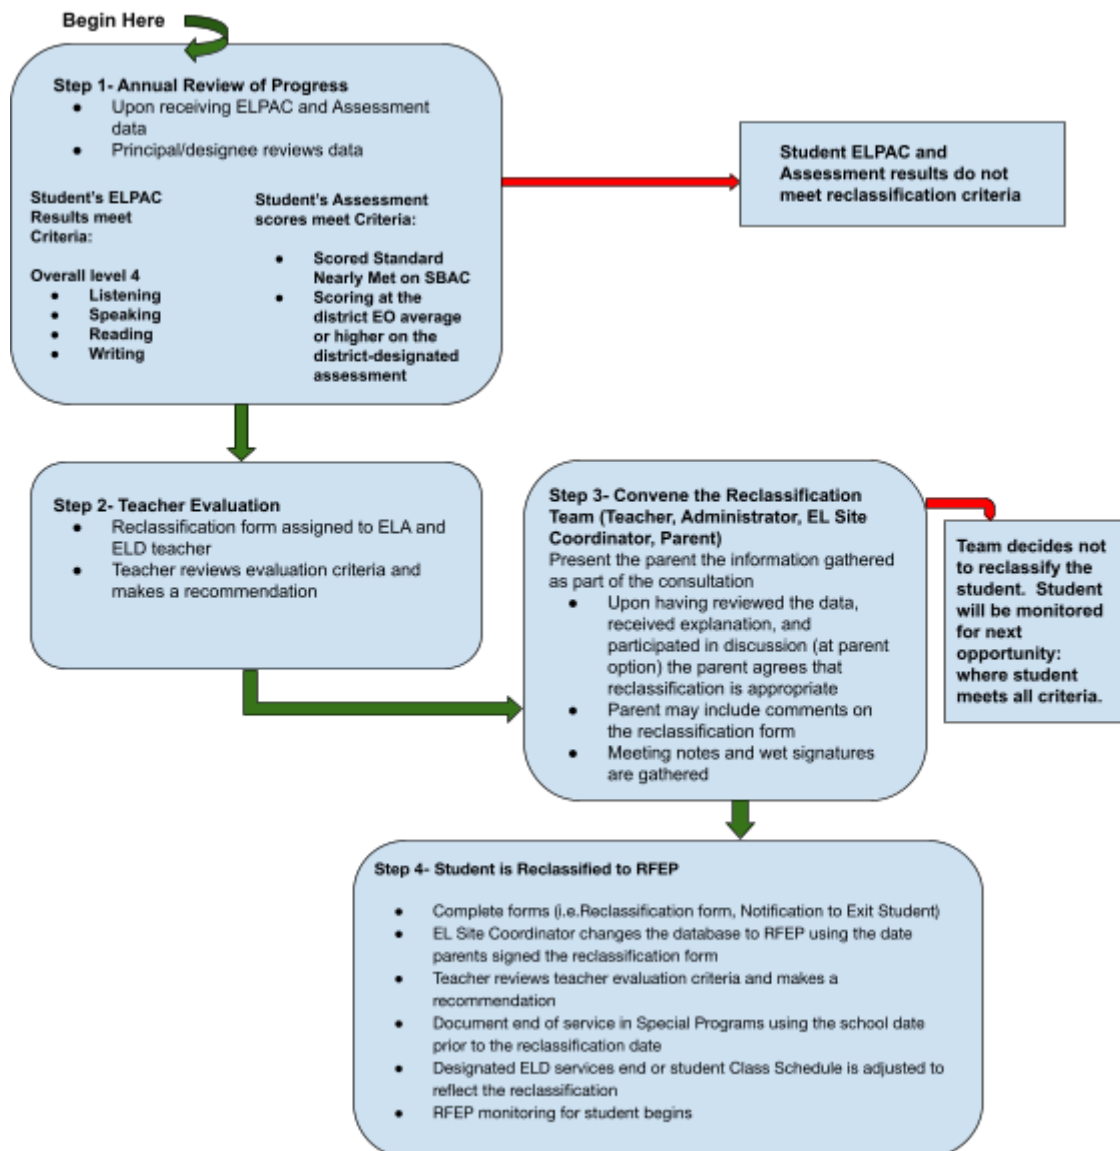 Begin Here
Step 1- Annual Review of Progress
● Upon receiving ELPAC and Assessment
data
● Principal/designee reviews data
Student's ELPAC
Results meet
Criteria:
Overall level 4
● Listening
● Speaking
● Reading
● Writing
Student's Assessment
scores meet Criteria:
● Scored Standard
Nearly Met on SBAC
● Scoring at the
district EO average
or higher on the
district-designated
assessment
Student ELPAC and
Assessment results do not
meet reclassification criteria
Step 2- Teacher Evaluation
● Reclassification form assigned to ELA and
ELD teacher
● Teacher reviews evaluation criteria and
makes a recommendation
Step 3- Convene the Reclassification
Team (Teacher, Administrator, EL Site
Coordinator, Parent)
Present the parent the information gathered
as part of the consultation
● Upon having reviewed the data,
received explanation, and
participated in discussion (at parent
option) the parent agrees that
reclassification is appropriate
● Parent may include comments on
the reclassification form
● Meeting notes and wet signatures
are gathered
Team decides not
to reclassify the
student. Student
will be monitored
for next
opportunity:
where student
meets all criteria.
Step 4- Student is Reclassified to RFEP
● Complete forms (i.e.Reclassification form, Notification to Exit Student)
● EL Site Coordinator changes the database to RFEP using the date
parents signed the reclassification form
● Teacher reviews teacher evaluation criteria and makes a
recommendation
● Document end of service in Special Programs using the school date
prior to the reclassification date
● Designated ELD services end or student Class Schedule is adjusted to
reflect the reclassification
● RFEP monitoring for student begins